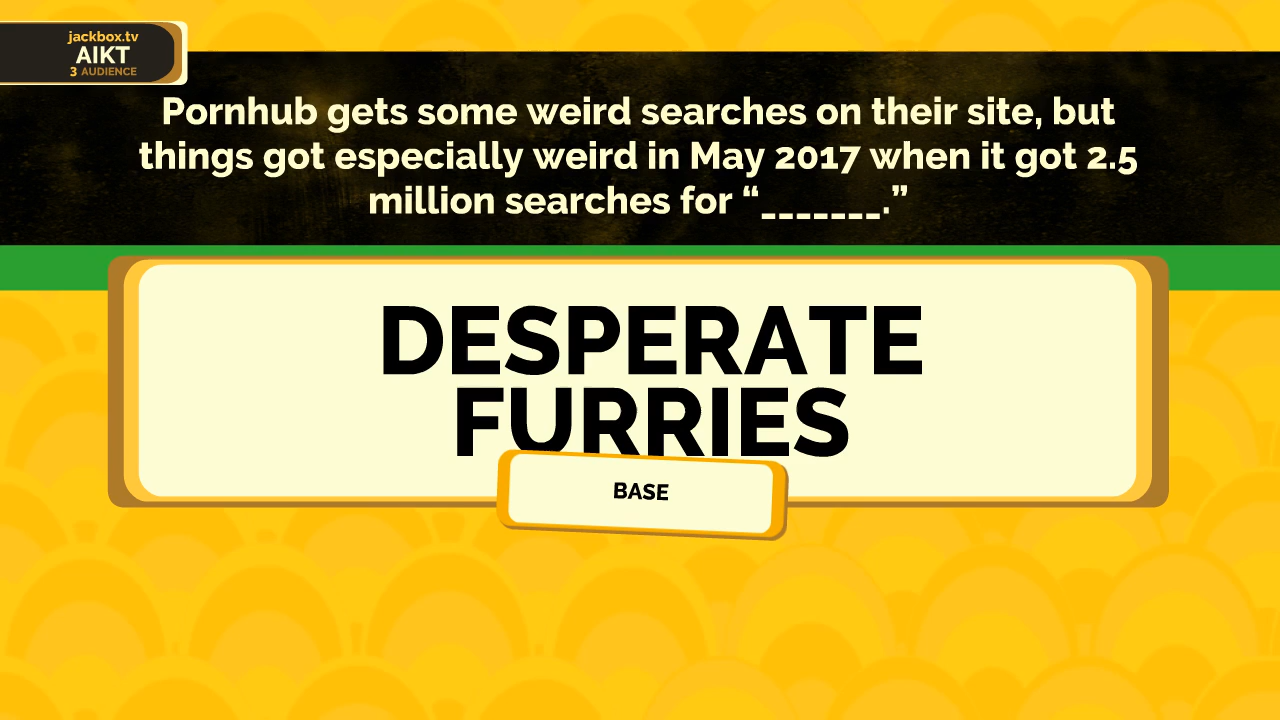 jackbox.tv
AIKT
3 AUDIENCE
Pornhub gets some weird searches on their site, but
things got especially weird in May 2017 when it got 2.5
million searches for “_______.”
DESPERATE
FURRIES
BASE